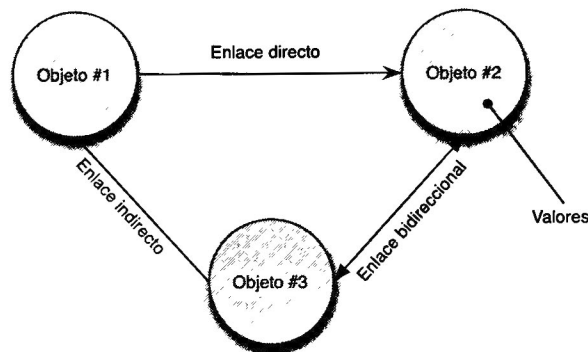 Enlace directo
Objeto #1
Objeto #2
Enlace indirecto
Enlace bidireccional
Valores
Objeto #3